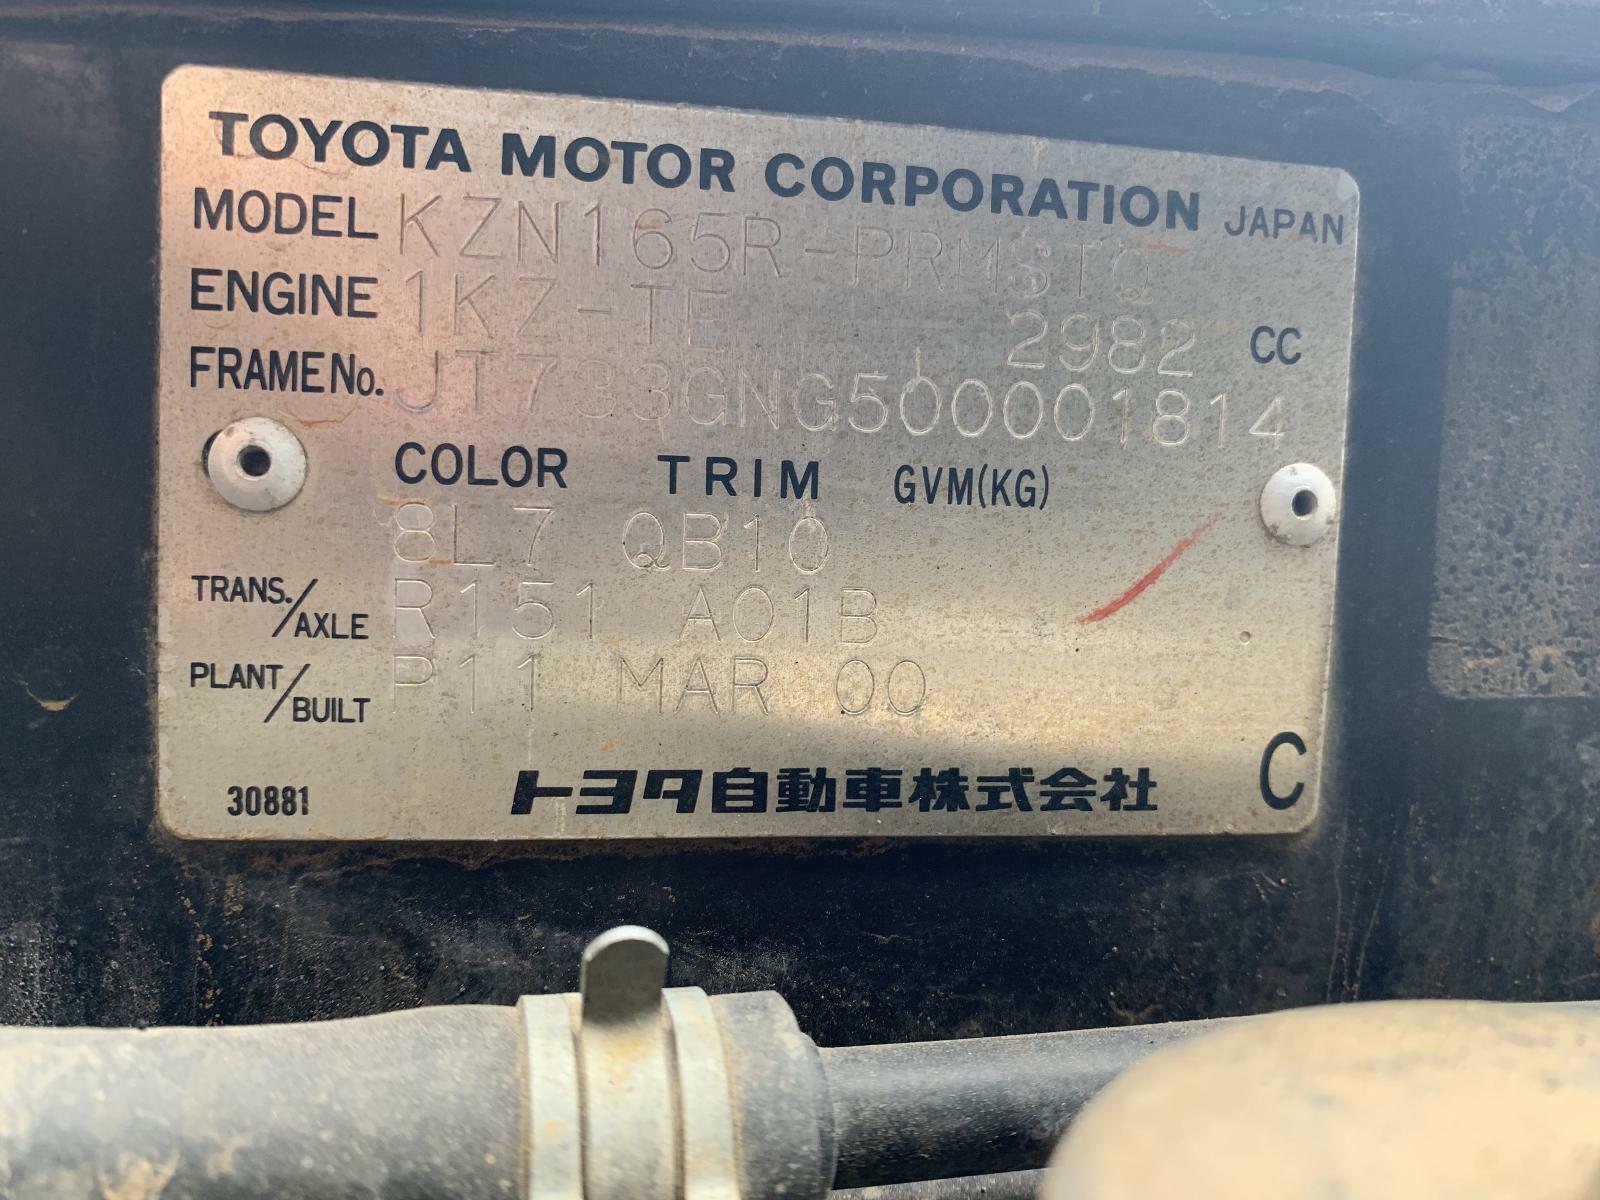 TOYOTA MOTOR CORPORATION JAPAN
MODEL KZN165R-PRMSTQ
ENGINE 1KZ-TE 2982 CC
FRAME No. JT733GNG500001814
COLOR TRIM GVM(KG)
8L7 QB10
TRANS./AXLE R151 A01B
PLANT/BUILT P11 MAR 00
30881 トヨタ自動車株式会社 C